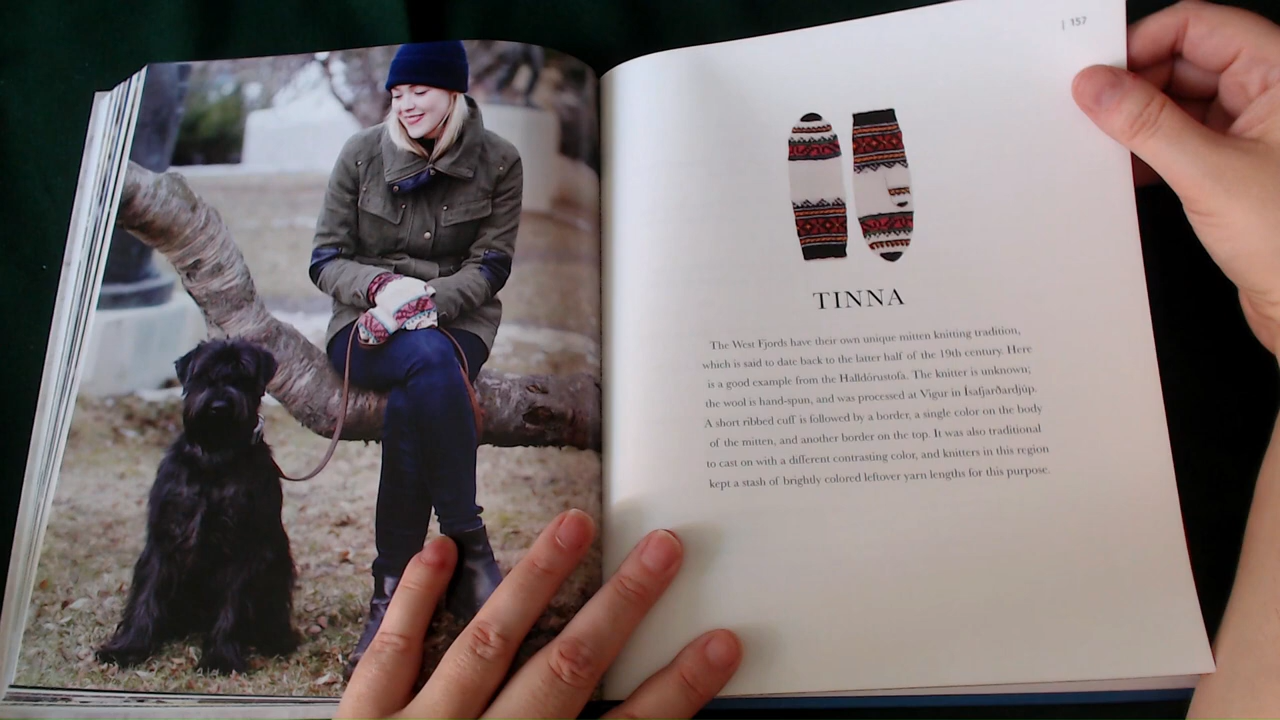 | 157
TINNA
The West Fjords have their own unique mitten knitting tradition,
which is said to date back to the latter half of the 19th century. Here
is a good example from the Halldórustofa. The knitter is unknown;
the wool is hand-spun, and was processed at Vigur in Ísafjarðardjúp.
A short ribbed cuff is followed by a border, a single color on the body
of the mitten, and another border on the top. It was also traditional
to cast on with a different contrasting color, and knitters in this region
kept a stash of brightly colored leftover yarn lengths for this purpose.